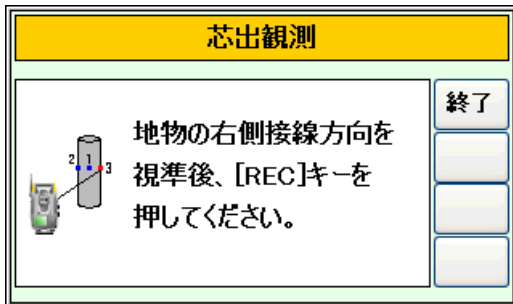 芯出観測
終了
地物の右側接線方向を
視準後、[REC]キーを
押してください。
2 1 3